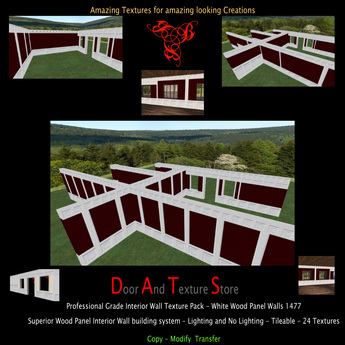 Amazing Textures for amazing looking Creations
Door And Texture Store
Professional Grade Interior Wall Texture Pack - White Wood Panel Walls 1477
Superior Wood Panel Interior Wall building system - Lighting and No Lighting - Tileable - 24 Textures
Copy - Modify Transfer